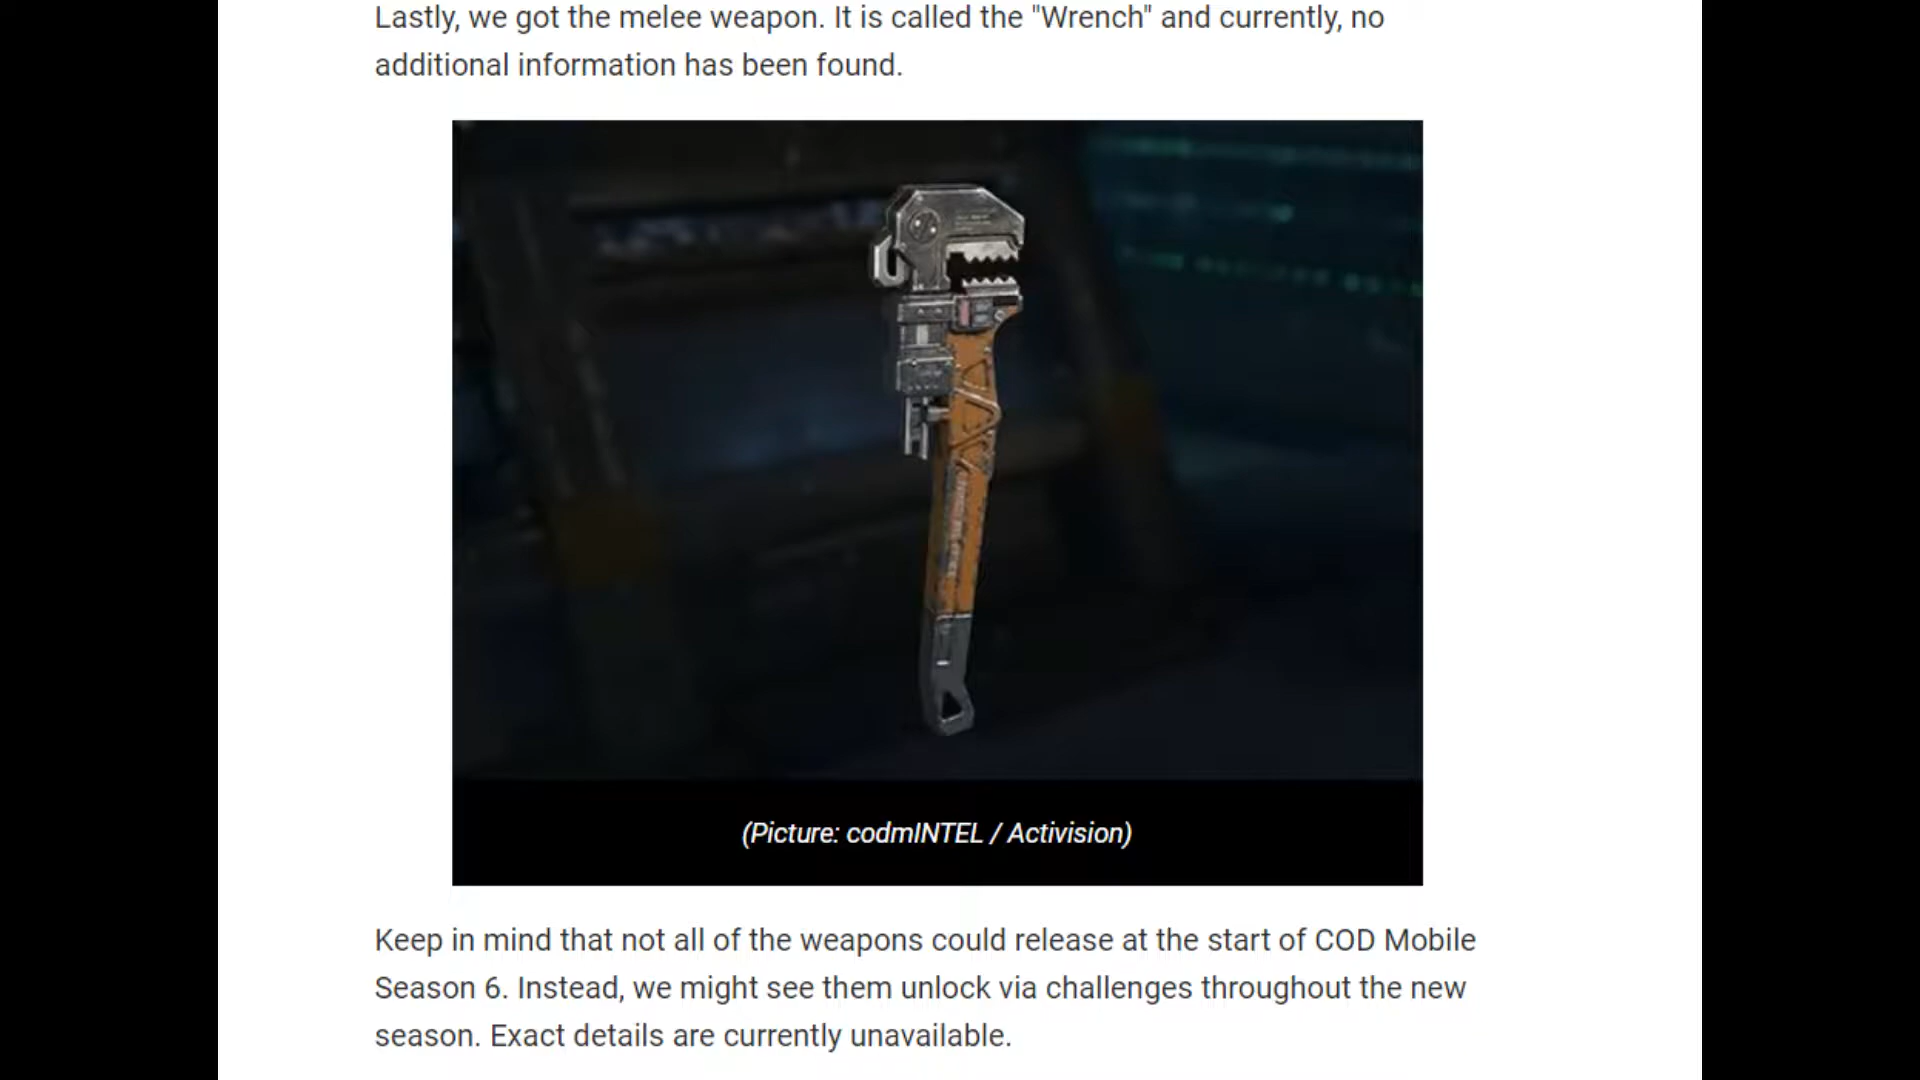 Lastly, we got the melee weapon. It is called the "Wrench" and currently, no
additional information has been found.
(Picture: codmINTEL / Activision)
Keep in mind that not all of the weapons could release at the start of COD Mobile
Season 6. Instead, we might see them unlock via challenges throughout the new
season. Exact details are currently unavailable.